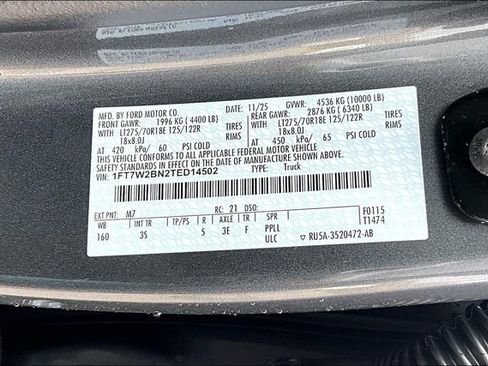 MFD. BY FORD MOTOR CO. 11/25 GVWR: 4536 KG (10000 LB)
FRONT GAWR: 1996 KG (4400 LB) REAR GAWR: 2876 KG (6340 LB)
WITH LT275/70R18E 125/122R TIRES WITH LT275/70R18E 125/122R TIRES
18x8.0J RIMS 18x8.0J RIMS
AT 420 kPa/ 60 PSI COLD AT 450 kPa/ 65 PSI COLD
THIS VEHICLE CONFORMS TO ALL APPLICABLE FEDERAL MOTOR VEHICLE
SAFETY STANDARDS IN EFFECT ON THE DATE OF MANUFACTURE SHOWN ABOVE.
VIN: 1FT7W2BN2TED14502 TYPE: Truck
EXT PNT: M7 RC: 21 DSO: F0115
WB INT TR TP/PS R AXLE TR SPR T1474
160 3S 5 3E F PPLL
ULC RU5A-3520472-AB